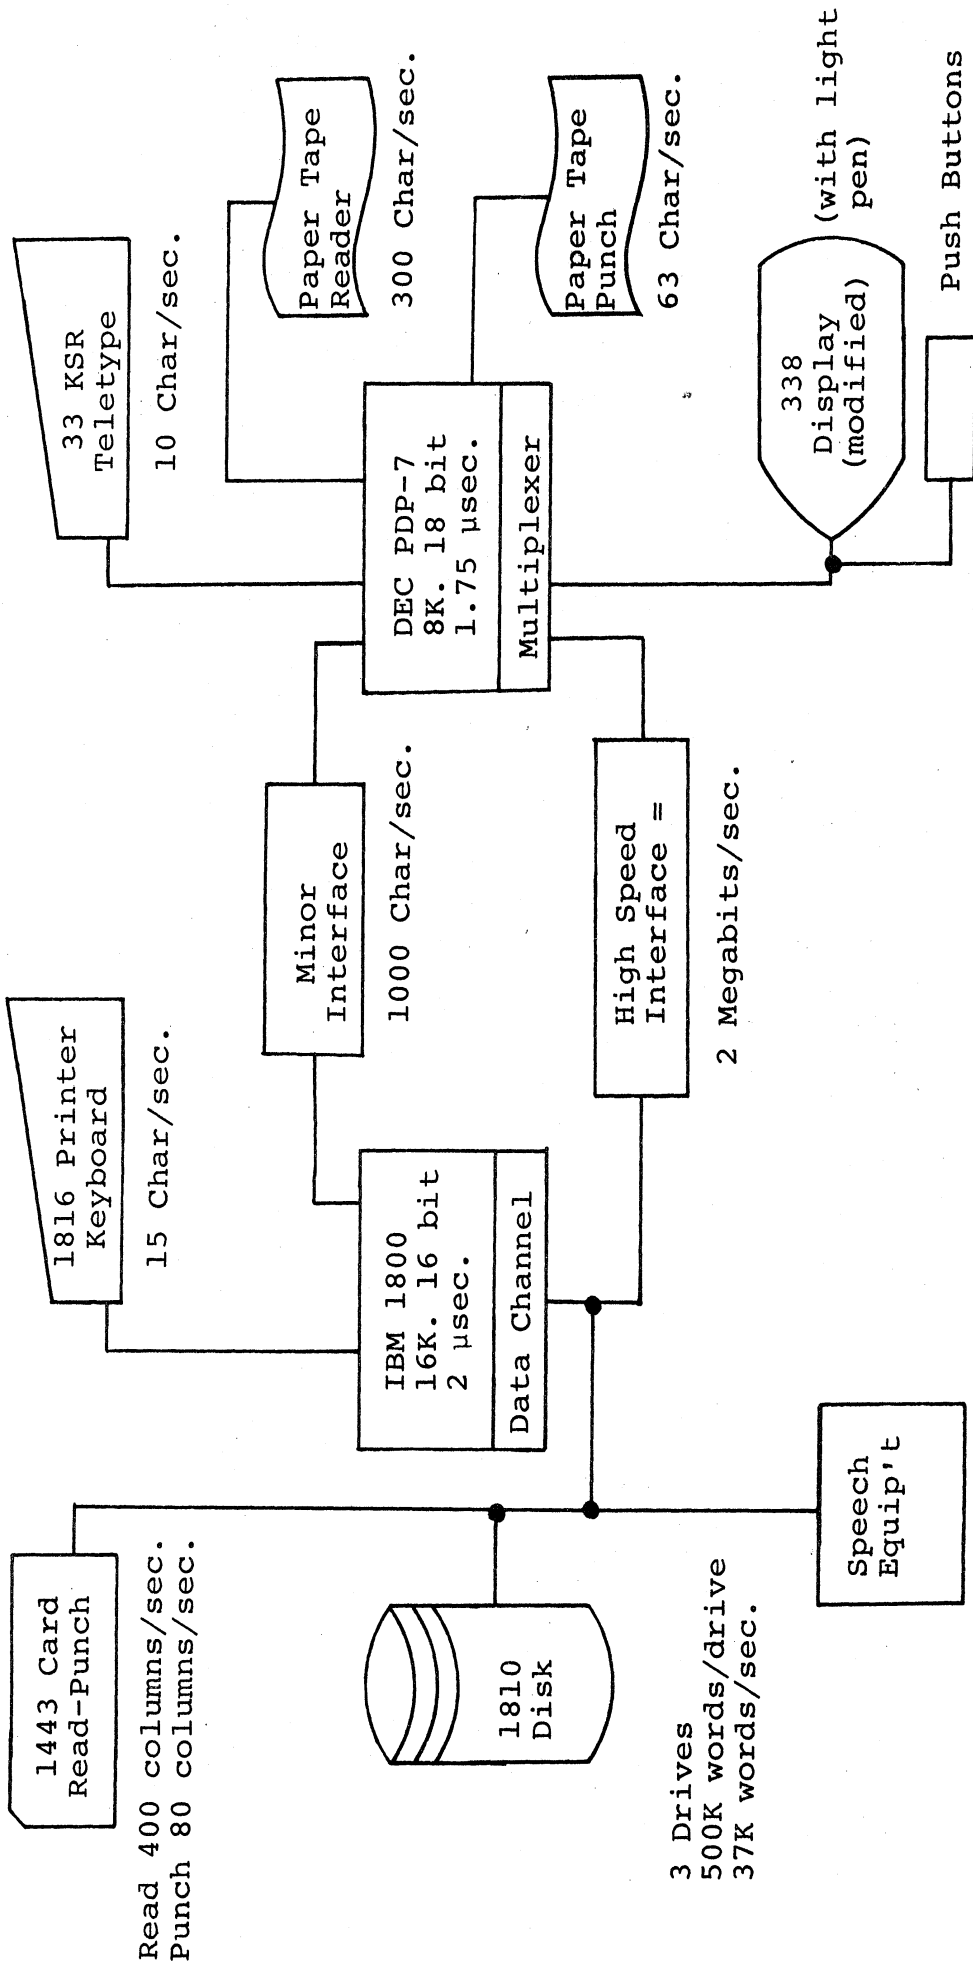 1443 Card
Read-Punch
Read 400 columns/sec.
Punch 80 columns/sec.
1816 Printer
Keyboard
15 Char/sec.
33 KSR
Teletype
10 Char/sec.
Minor
Interface
1000 Char/sec.
Paper Tape
Reader
300 Char/sec.
1810
Disk
3 Drives
500K words/drive
37K words/sec.
IBM 1800
16K. 16 bit
2 µsec.
Data Channel
DEC PDP-7
8K. 18 bit
1.75 µsec.
Multiplexer
Paper Tape
Punch
63 Char/sec.
High Speed
Interface =
2 Megabits/sec.
Speech
Equip't
338
Display
(modified)
(with light
pen)
Push Buttons